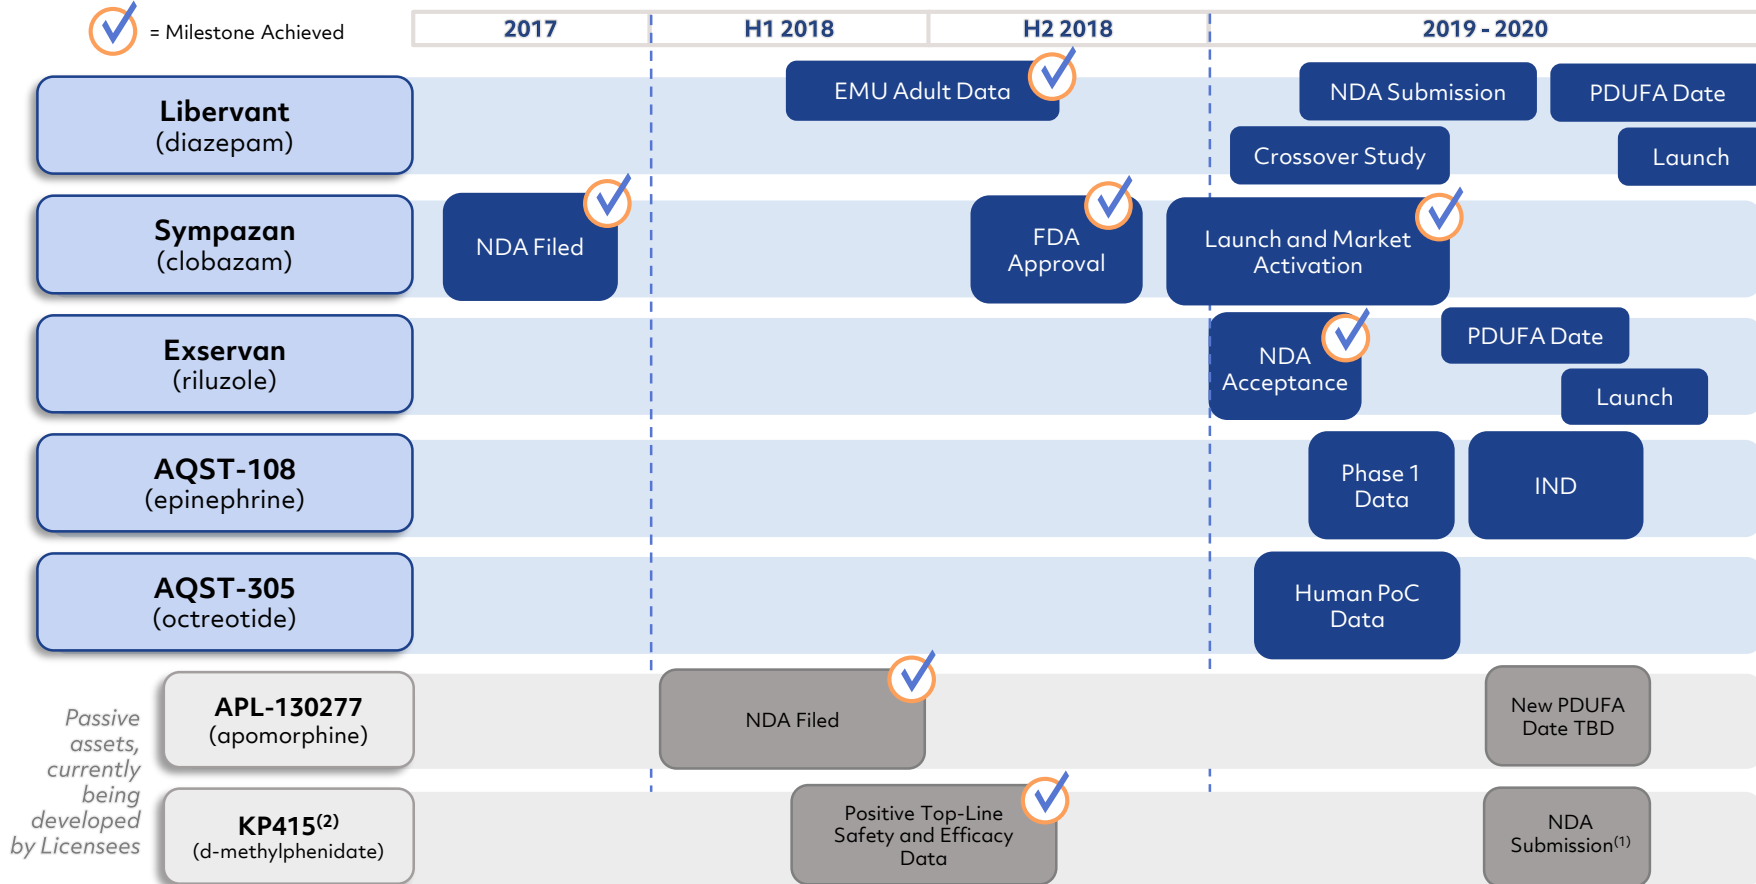 = Milestone Achieved
2017
H1 2018
H2 2018
2019 - 2020
Libervant
(diazepam)
EMU Adult Data
NDA Submission
PDUFA Date
Crossover Study
Launch
Sympazan
(clobazam)
NDA Filed
FDA
Approval
Launch and Market
Activation
Exservan
(riluzole)
NDA
Acceptance
PDUFA Date
Launch
AQST-108
(epinephrine)
Phase 1
Data
IND
AQST-305
(octreotide)
Human PoC
Data
Passive
assets,
currently
being
developed
by Licensees
APL-130277
(apomorphine)
NDA Filed
New PDUFA
Date TBD
KP415(2)
(d-methylphenidate)
Positive Top-Line
Safety and Efficacy
Data
NDA
Submission(1)